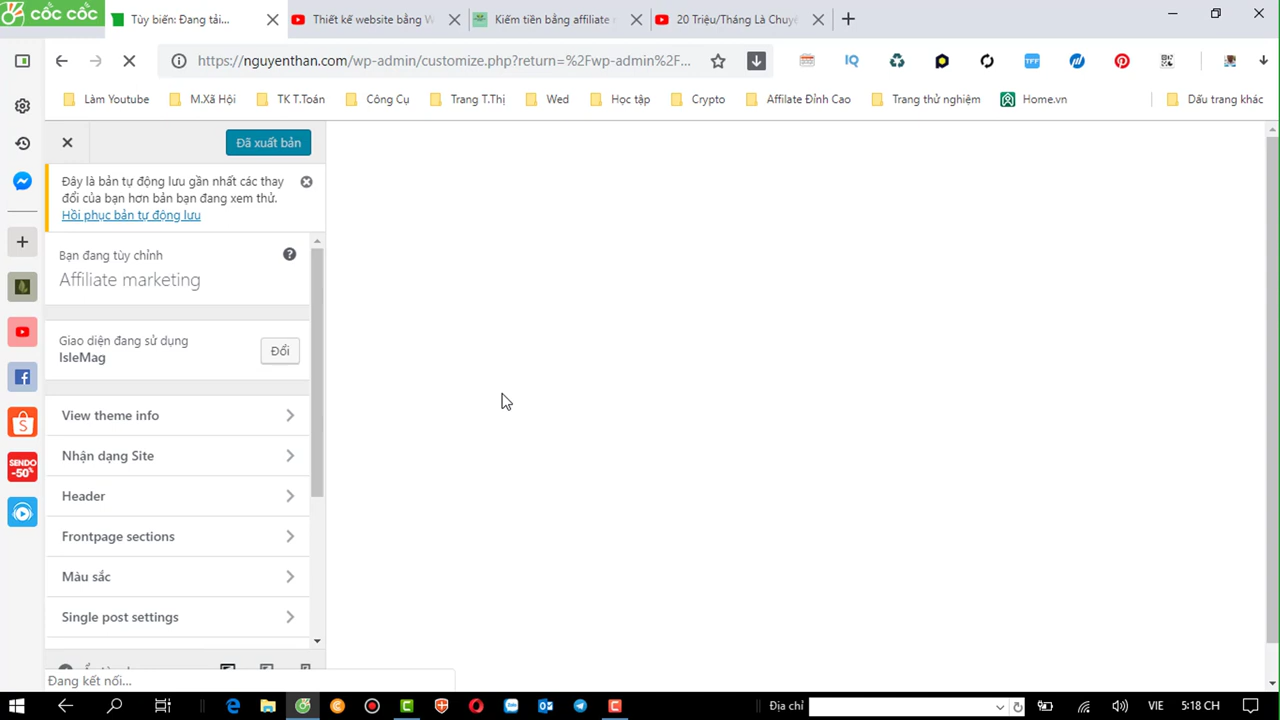 cốc cốc
Tùy biến: Đang tải...
Thiết kế website bằng W
Kiếm tiền bằng affiliate
20 Triệu/Tháng Là Chuyệ
https://nguyenthan.com/wp-admin/customize.php?return=%2Fwp-admin%2F...
IQ
TFF
Làm Youtube
M.Xã Hội
TK T.Toán
Công Cụ
Trang T.Thị
Wed
Học tập
Crypto
Affilate Đỉnh Cao
Trang thử nghiệm
Home.vn
Dấu trang khác
Đã xuất bản
Đây là bản tự động lưu gần nhất các thay
đổi của bạn hơn bản bạn đang xem thử.
Hồi phục bản tự động lưu
Bạn đang tùy chỉnh
Affiliate marketing
Giao diện đang sử dụng
IsleMag
Đổi
View theme info
Nhận dạng Site
Header
Frontpage sections
Màu sắc
Single post settings
SENDO
-50%
Đang kết nối...
Địa chỉ
VIE
5:18 CH